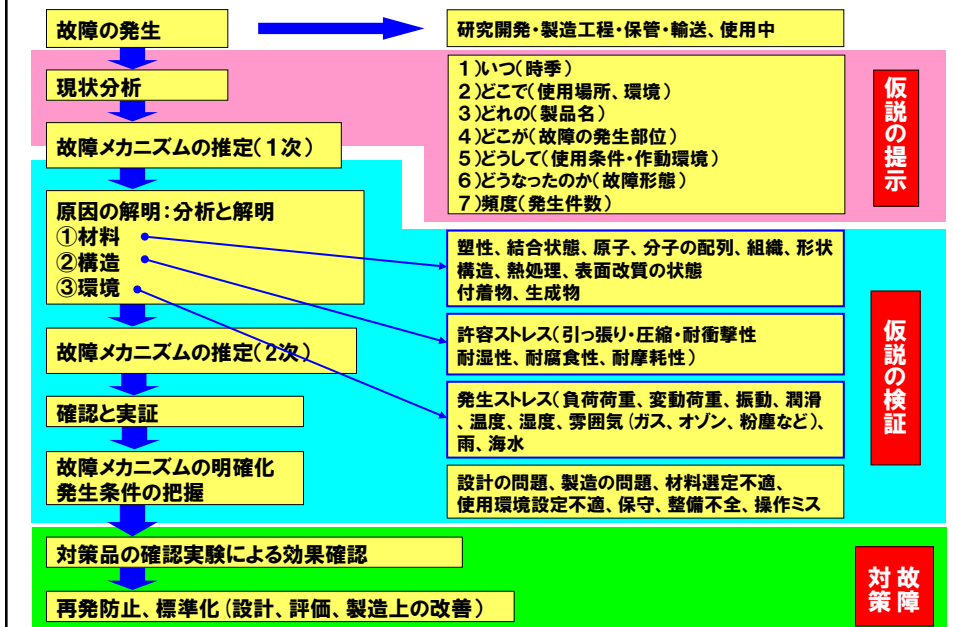 故障の発生
研究開発・製造工程・保管・輸送、使用中
現状分析
1)いつ(時季)
2)どこで(使用場所、環境)
3)どれの(製品名)
4)どこが(故障の発生部位)
5)どうして(使用条件・作動環境)
6)どうなったのか(故障形態)
7)頻度(発生件数)
仮説の提示
故障メカニズムの推定(1次)
原因の解明:分析と解明
①材料
②構造
③環境
塑性、結合状態、原子、分子の配列、組織、形状
構造、熱処理、表面改質の状態
付着物、生成物
許容ストレス(引っ張り・圧縮・耐衝撃性
耐湿性、耐腐食性、耐摩耗性)
発生ストレス(負荷荷重、変動荷重、振動、潤滑
、温度、湿度、雰囲気(ガス、オゾン、粉塵など)、
雨、海水
仮説の検証
故障メカニズムの推定(2次)
確認と実証
故障メカニズムの明確化
発生条件の把握
設計の問題、製造の問題、材料選定不適、
使用環境設定不適、保守、整備不全、操作ミス
対策品の確認実験による効果確認
再発防止、標準化(設計、評価、製造上の改善)
故障
対策